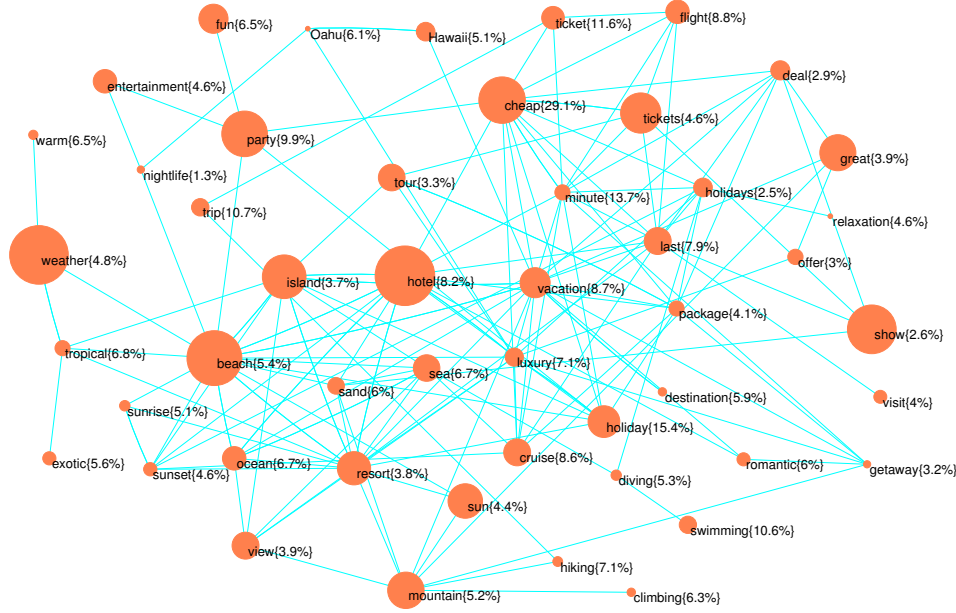 fun{6.5%}
Oahu{6.1%}
Hawaii{5.1%}
ticket{11.6%}
flight{8.8%}
deal{2.9%}
entertainment{4.6%}
cheap{29.1%}
tickets{4.6%}
warm{6.5%}
party{9.9%}
great{3.9%}
nightlife{1.3%}
tour{3.3%}
minute{13.7%}
holidays{2.5%}
trip{10.7%}
relaxation{4.6%}
last{7.9%}
weather{4.8%}
offer{3%}
island{3.7%}
hotel{8.2%}
vacation{8.7%}
package{4.1%}
show{2.6%}
tropical{6.8%}
beach{5.4%}
luxury{7.1%}
sea{6.7%}
sand{6%}
destination{5.9%}
visit{4%}
sunrise{5.1%}
holiday{15.4%}
exotic{5.6%}
sunset{4.6%}
ocean{6.7%}
resort{3.8%}
cruise{8.6%}
romantic{6%}
getaway{3.2%}
diving{5.3%}
sun{4.4%}
swimming{10.6%}
view{3.9%}
hiking{7.1%}
mountain{5.2%}
climbing{6.3%}